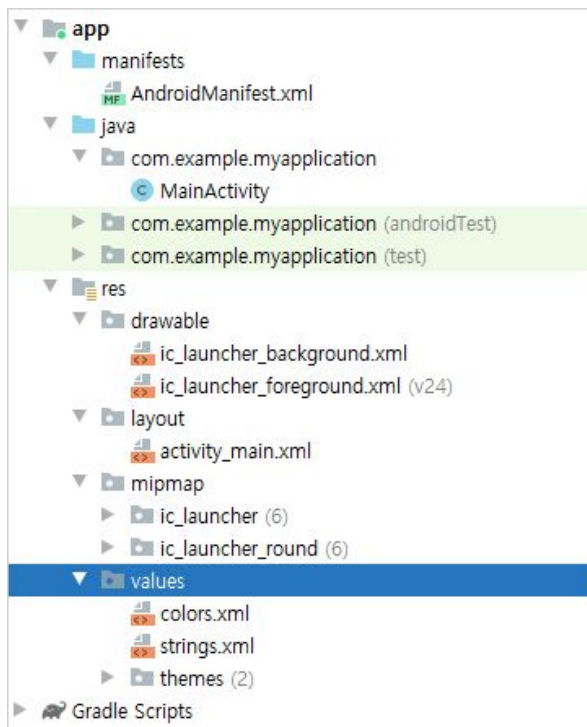 app
manifests
MF AndroidManifest.xml
java
com.example.myapplication
C MainActivity
com.example.myapplication (androidTest)
com.example.myapplication (test)
res
drawable
ic_launcher_background.xml
ic_launcher_foreground.xml (v24)
layout
activity_main.xml
mipmap
ic_launcher (6)
ic_launcher_round (6)
values
colors.xml
strings.xml
themes (2)
Gradle Scripts